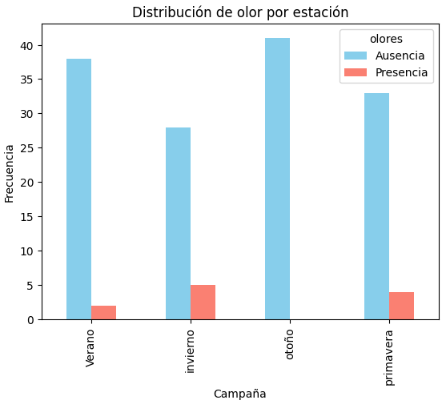 Distribución de olor por estación
olores
Ausencia
Presencia
Frecuencia
40
35
30
25
20
15
10
5
0
Verano
invierno
otoño
primavera
Campaña